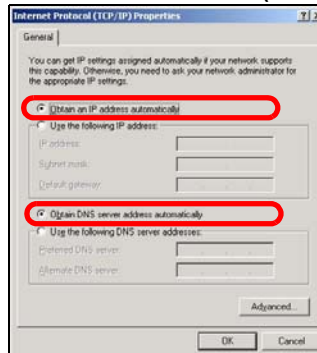 Internet Protocol (TCP/IP) Properties
General
You can get IP settings assigned automatically if your network supports
this capability. Otherwise, you need to ask your network administrator for
the appropriate IP settings.
Obtain an IP address automatically
Use the following IP address:
IP address:
Subnet mask:
Default gateway:
Obtain DNS server address automatically
Use the following DNS server addresses:
Preferred DNS server:
Alternate DNS server:
Advanced...
OK
Cancel